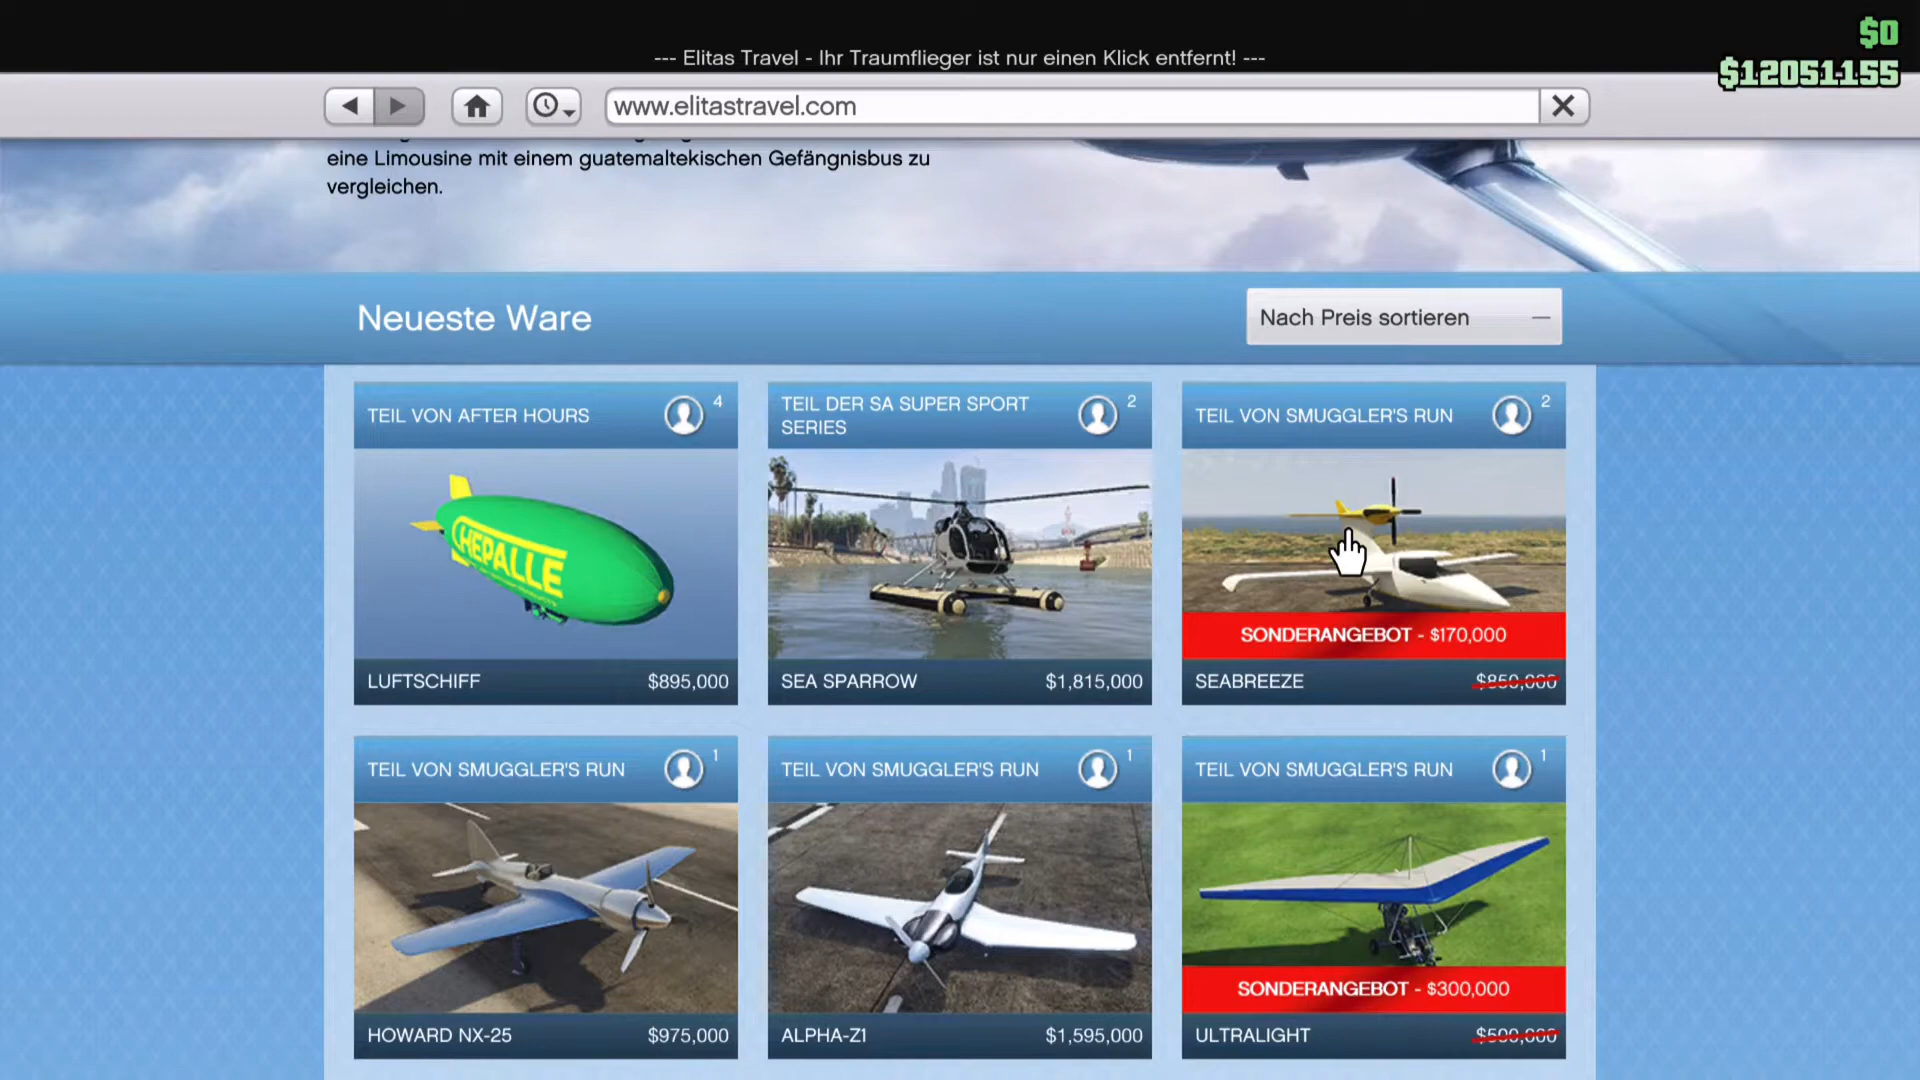 $0
--- Elitas Travel - Ihr Traumflieger ist nur einen Klick entfernt! ---
$12051155
www.elitastravel.com
eine Limousine mit einem guatemaltekischen Gefängnisbus zu
vergleichen.
Neueste Ware
Nach Preis sortieren
TEIL VON AFTER HOURS
4
TEIL DER SA SUPER SPORT
SERIES
2
TEIL VON SMUGGLER'S RUN
2
CHEPALLE
SONDERANGEBOT - $170,000
LUFTSCHIFF
$895,000
SEA SPARROW
$1,815,000
SEABREEZE
$850,000
TEIL VON SMUGGLER'S RUN
1
TEIL VON SMUGGLER'S RUN
1
TEIL VON SMUGGLER'S RUN
1
SONDERANGEBOT - $300,000
HOWARD NX-25
$975,000
ALPHA-Z1
$1,595,000
ULTRALIGHT
$500,000